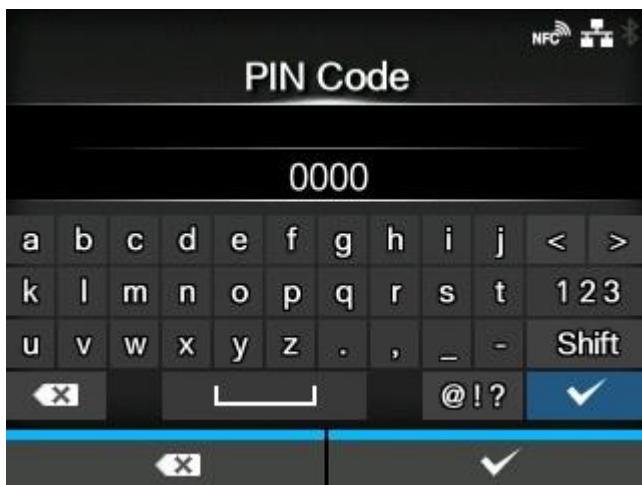 NFC
PIN Code
0000
a b c d e f g h i j < >
k l m n o p q r s t 123
u v w x y z . , _ - Shift
@!?